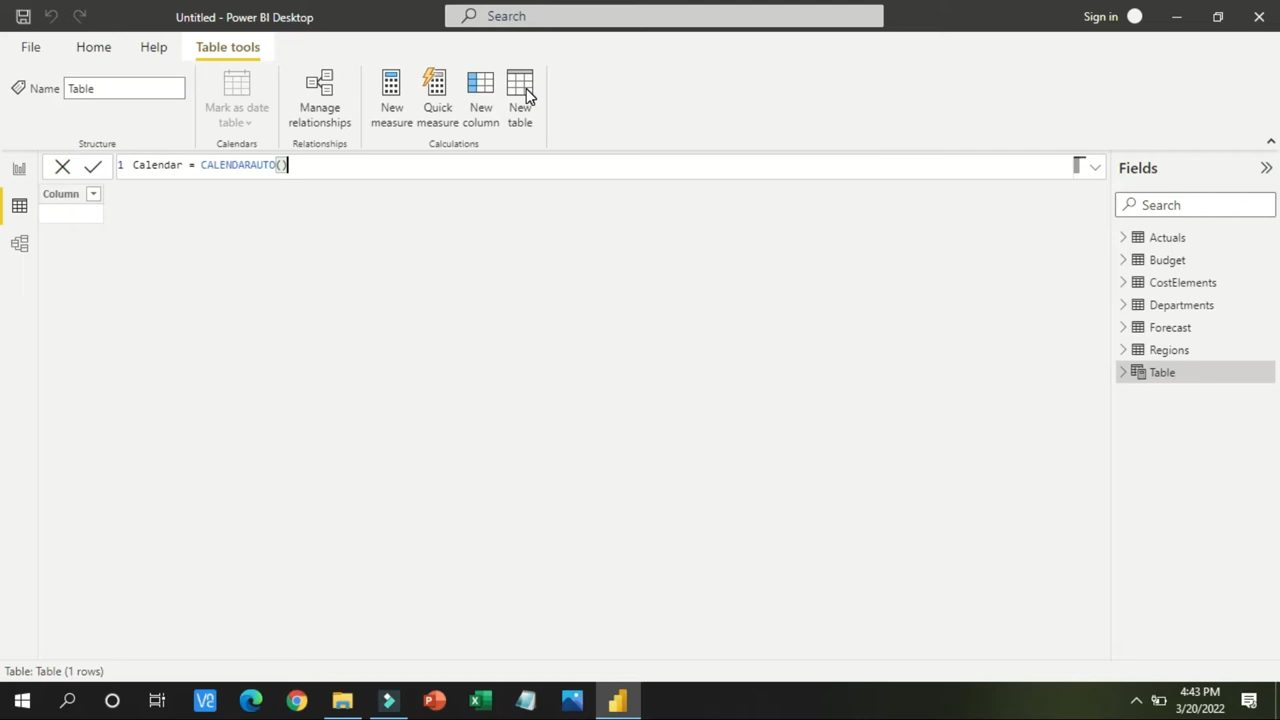 Untitled - Power BI Desktop
Search
Sign in
File
Home
Help
Table tools
Name
Table
Mark as date
table
New
measure
Quick
measure
New
column
New
table
Manage
relationships
Structure
Calendars
Relationships
Calculations
1 Calendar = CALENDARAUTO()
Column
Fields
Search
Actuals
Budget
CostElements
Departments
Forecast
Regions
Table
Table: Table (1 rows)
4:43 PM
3/20/2022